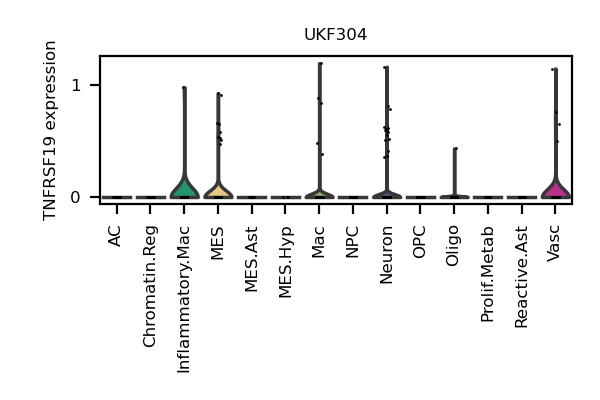 UKF304
TNFRSF19 expression
1
0
AC
Chromatin.Reg
Inflammatory.Mac
MES
MES.Ast
MES.Hyp
Mac
NPC
Neuron
OPC
Oligo
Prolif.Metab
Reactive.Ast
Vasc